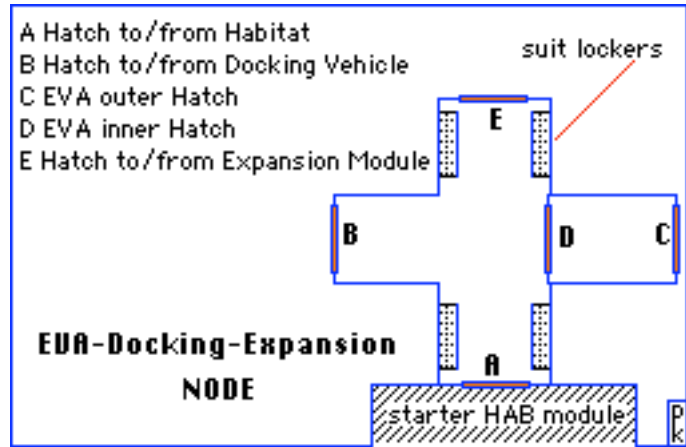 A Hatch to/from Habitat
B Hatch to/from Docking Vehicle
C EVA outer Hatch
D EVA inner Hatch
E Hatch to/from Expansion Module
suit lockers
E
B
D
C
A
EVA-Docking-Expansion
NODE
starter HAB module
P
k